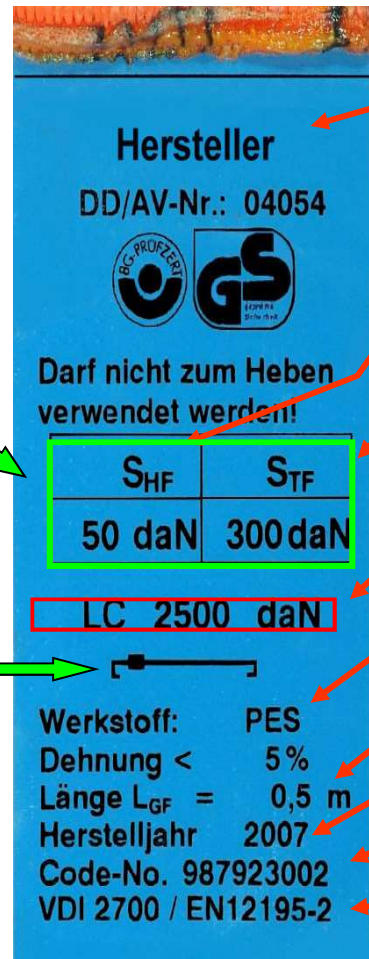 Hersteller
DD/AV-Nr.: 04054
BG-PRÜFZERT
GS
geprüfte Sicherheit
Darf nicht zum Heben
verwendet werden!
SHF STF
50 daN 300 daN
LC 2500 daN
Werkstoff: PES
Dehnung < 5%
Länge LGF = 0,5 m
Herstelljahr 2007
Code-No. 987923002
VDI 2700 / EN12195-2